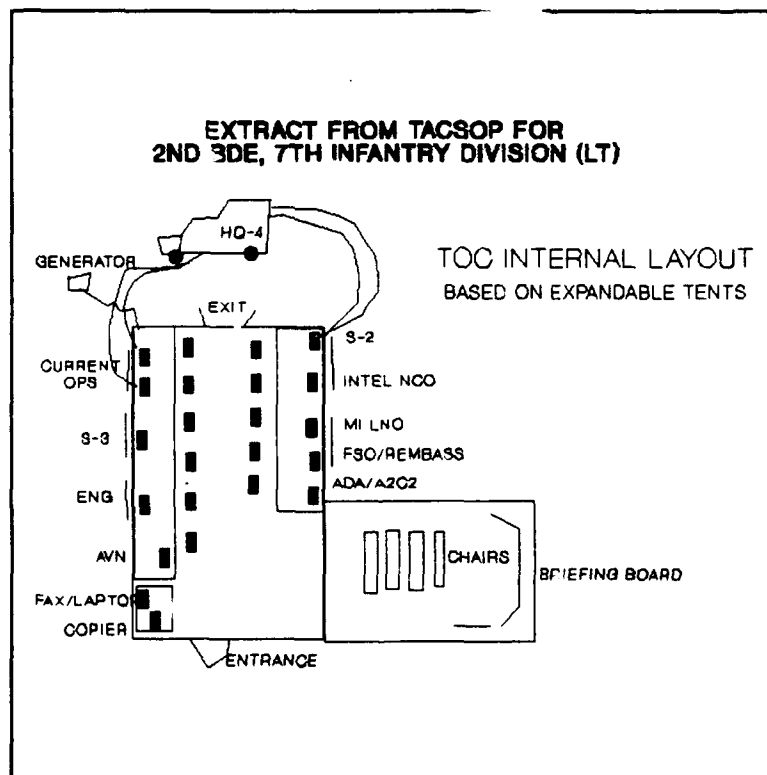 EXTRACT FROM TACSOP FOR
2ND BDE, 7TH INFANTRY DIVISION (LT)
HQ-4
GENERATOR
TOC INTERNAL LAYOUT
BASED ON EXPANDABLE TENTS
EXIT
S-2
CURRENT
OPS
INTEL NCO
S-3
MI LNO
FSO/REMBASS
ENG
ADA/A2C2
AVN
CHAIRS
BRIEFING BOARD
FAX/LAPTOP
COPIER
ENTRANCE